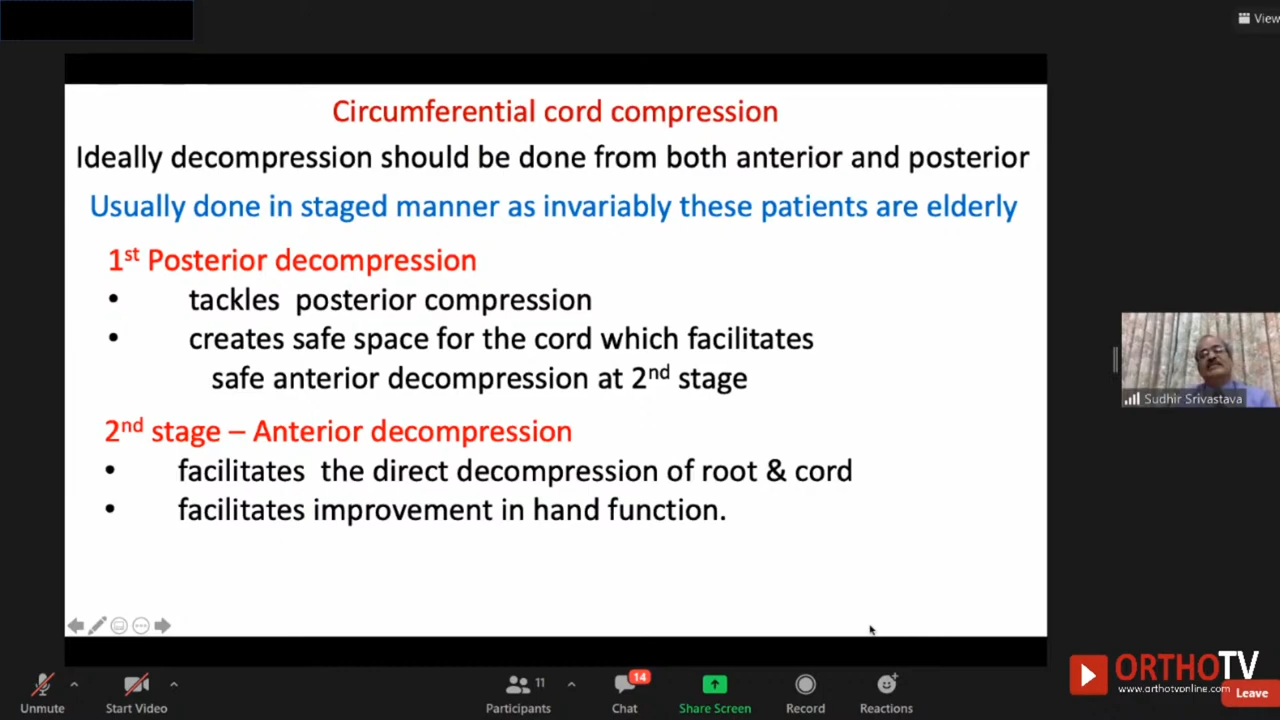 View
Circumferential cord compression
Ideally decompression should be done from both anterior and posterior
Usually done in staged manner as invariably these patients are elderly
1st Posterior decompression
• tackles posterior compression
• creates safe space for the cord which facilitates
safe anterior decompression at 2nd stage
2nd stage – Anterior decompression
• facilitates the direct decompression of root & cord
• facilitates improvement in hand function.
Sudhir Srivastava
ORTHOTV
www.orthotvonline.com
Leave
11
14
Unmute
Start Video
Participants
Chat
Share Screen
Record
Reactions